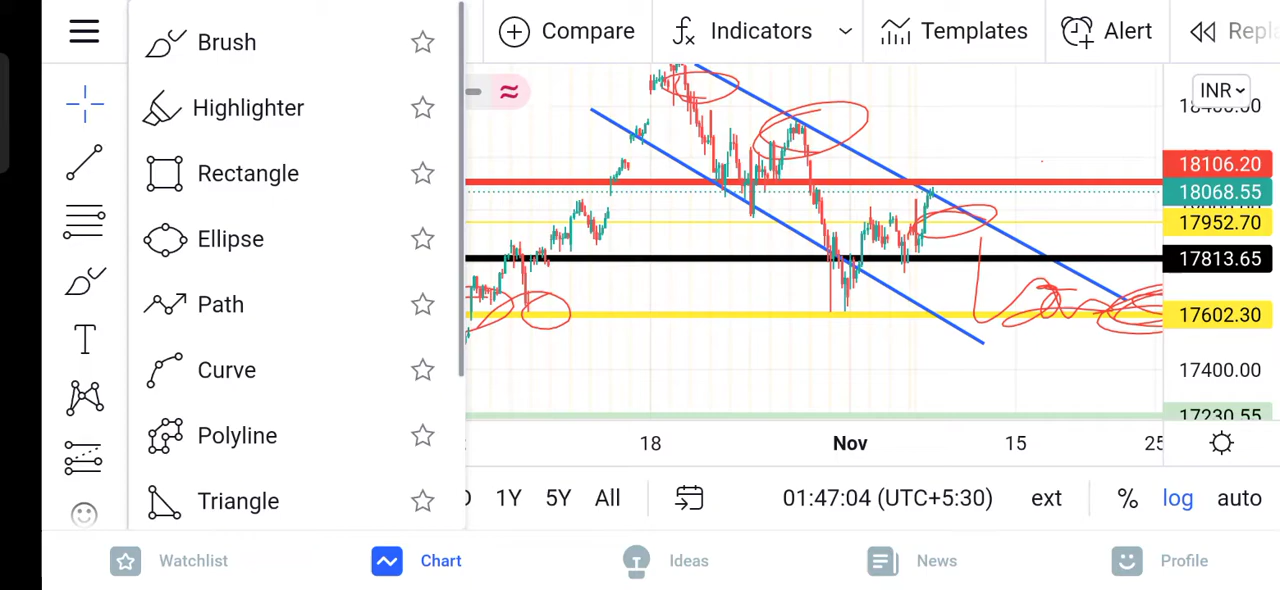 Brush
Highlighter
Rectangle
Ellipse
Path
Curve
Polyline
Triangle
Compare
Indicators
Templates
Alert
INR
18106.20
18068.55
17952.70
17813.65
17602.30
17400.00
17230.55
18
Nov
15
25
1Y 5Y All
01:47:04 (UTC+5:30)
ext
%
log
auto
Watchlist
Chart
Ideas
News
Profile